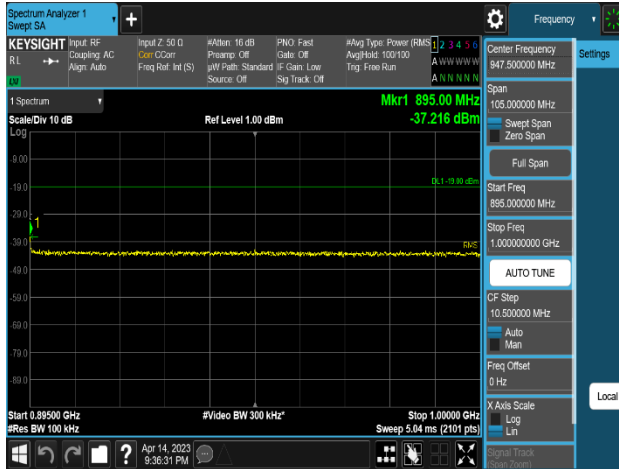 Spectrum Analyzer 1
Swept SA
+
Frequency
KEYSIGHT
Input: RF
Coupling: AC
Align: Auto
Input Z: 50 Ω
Corr CCorr
Freq Ref: Int (S)
#Atten: 16 dB
Preamp: Off
µW Path: Standard
Source: Off
PNO: Fast
Gate: Off
IF Gain: Low
Sig Track: Off
#Avg Type: Power (RMS
Avg|Hold: 100/100
Trig: Free Run
1 2 3 4 5 6
A W W W W W
A N N N N N
R L
1 Spectrum
Mkr1 895.00 MHz
-37.216 dBm
Scale/Div 10 dB
Ref Level 1.00 dBm
Log
-9.00
-19.0
-29.0
-39.0
-49.0
-59.0
-69.0
-79.0
-89.0
DL1 -19.00 dBm
1
RMS
Start 0.89500 GHz
#Res BW 100 kHz
#Video BW 300 kHz*
Stop 1.00000 GHz
Sweep 5.04 ms (2101 pts)
?
Apr 14, 2023
9:36:31 PM
Center Frequency
947.500000 MHz
Settings
Span
105.000000 MHz
Swept Span
Zero Span
Full Span
Start Freq
895.000000 MHz
Stop Freq
1.000000000 GHz
AUTO TUNE
CF Step
10.500000 MHz
Auto
Man
Freq Offset
0 Hz
Local
X Axis Scale
Log
Lin
Signal Track
(Span Zoom)